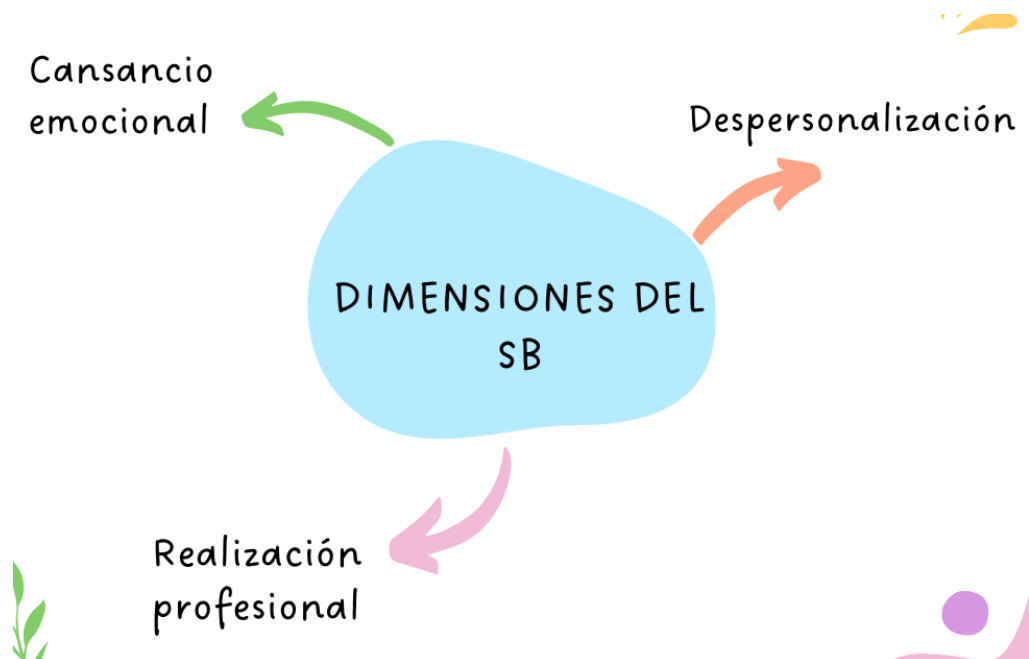 Cansancio
emocional
Despersonalización
DIMENSIONES DEL
SB
Realización
profesional